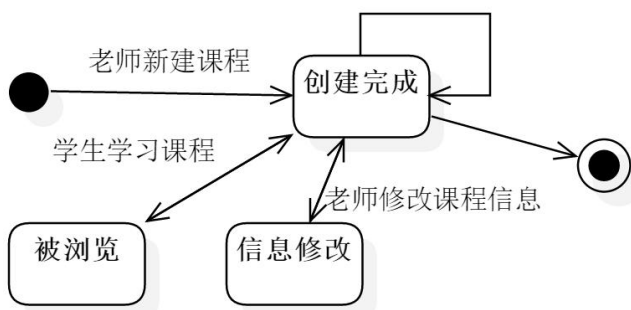 老师新建课程
创建完成
学生学习课程
老师修改课程信息
被浏览
信息修改